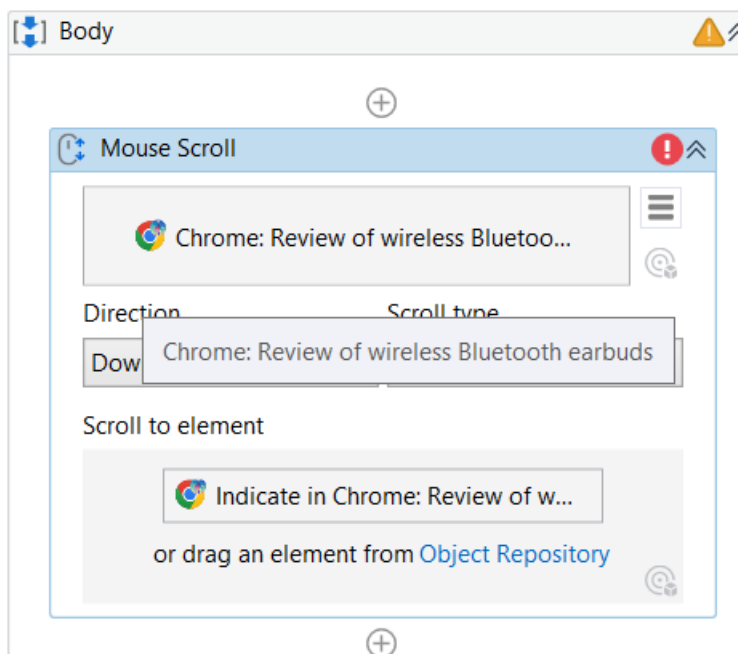 Body
Mouse Scroll
Chrome: Review of wireless Bluetoo...
Direction
Scroll type
Dow
Chrome: Review of wireless Bluetooth earbuds
Scroll to element
Indicate in Chrome: Review of w...
or drag an element from Object Repository